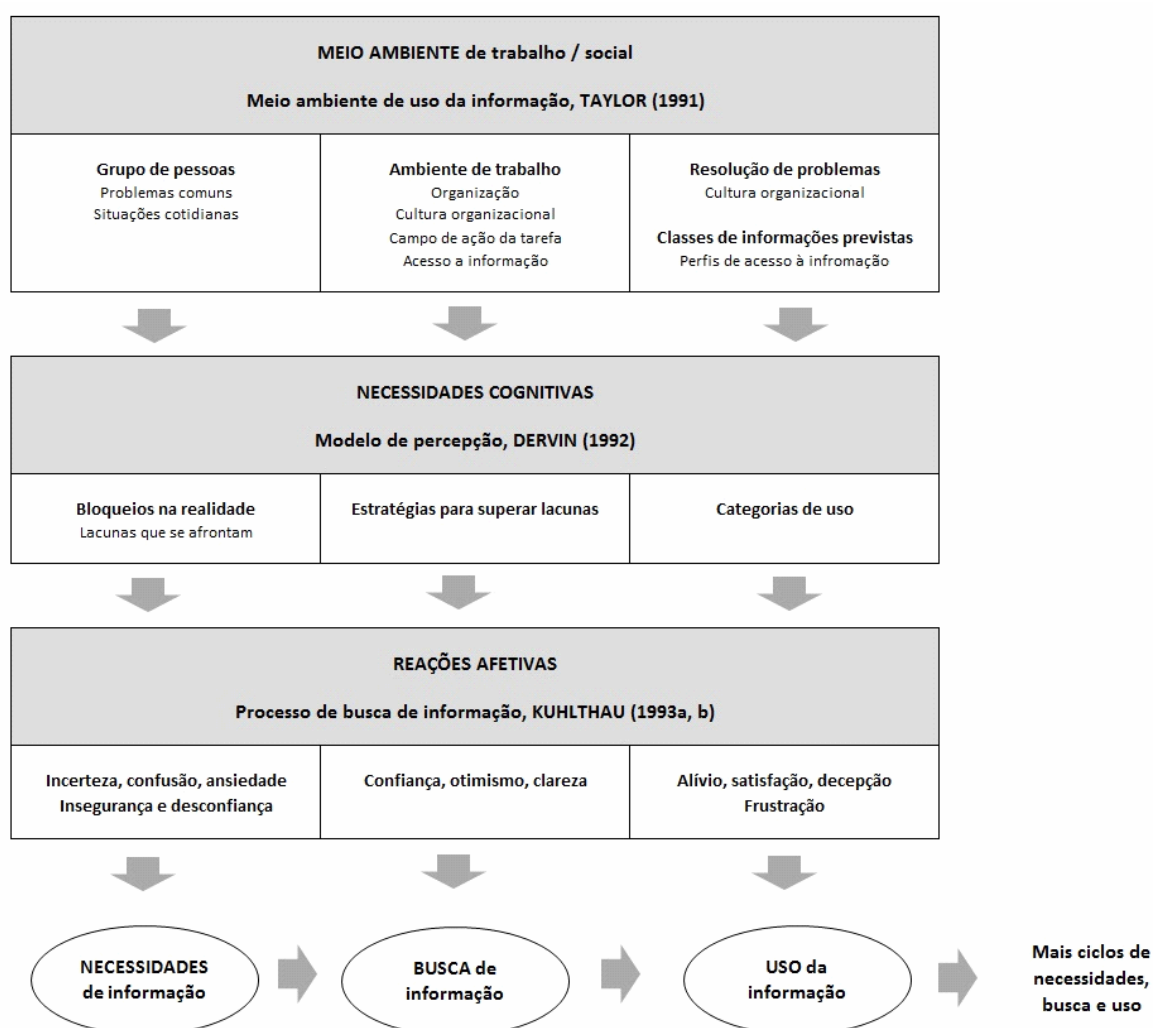 MEIO AMBIENTE de trabalho / social
Meio ambiente de uso da informação, TAYLOR (1991)
Grupo de pessoas
Problemas comuns
Situações cotidianas
Ambiente de trabalho
Organização
Cultura organizacional
Campo de ação da tarefa
Acesso a informação
Resolução de problemas
Cultura organizacional
Classes de informações previstas
Perfis de acesso à infromação
NECESSIDADES COGNITIVAS
Modelo de percepção, DERVIN (1992)
Bloqueios na realidade
Lacunas que se afrontam
Estratégias para superar lacunas
Categorias de uso
REAÇÕES AFETIVAS
Processo de busca de informação, KUHLTHAU (1993a, b)
Incerteza, confusão, ansiedade
Insegurança e desconfiança
Confiança, otimismo, clareza
Alívio, satisfação, decepção
Frustração
NECESSIDADES
de informação
BUSCA de
informação
USO da
informação
Mais ciclos de
necessidades,
busca e uso